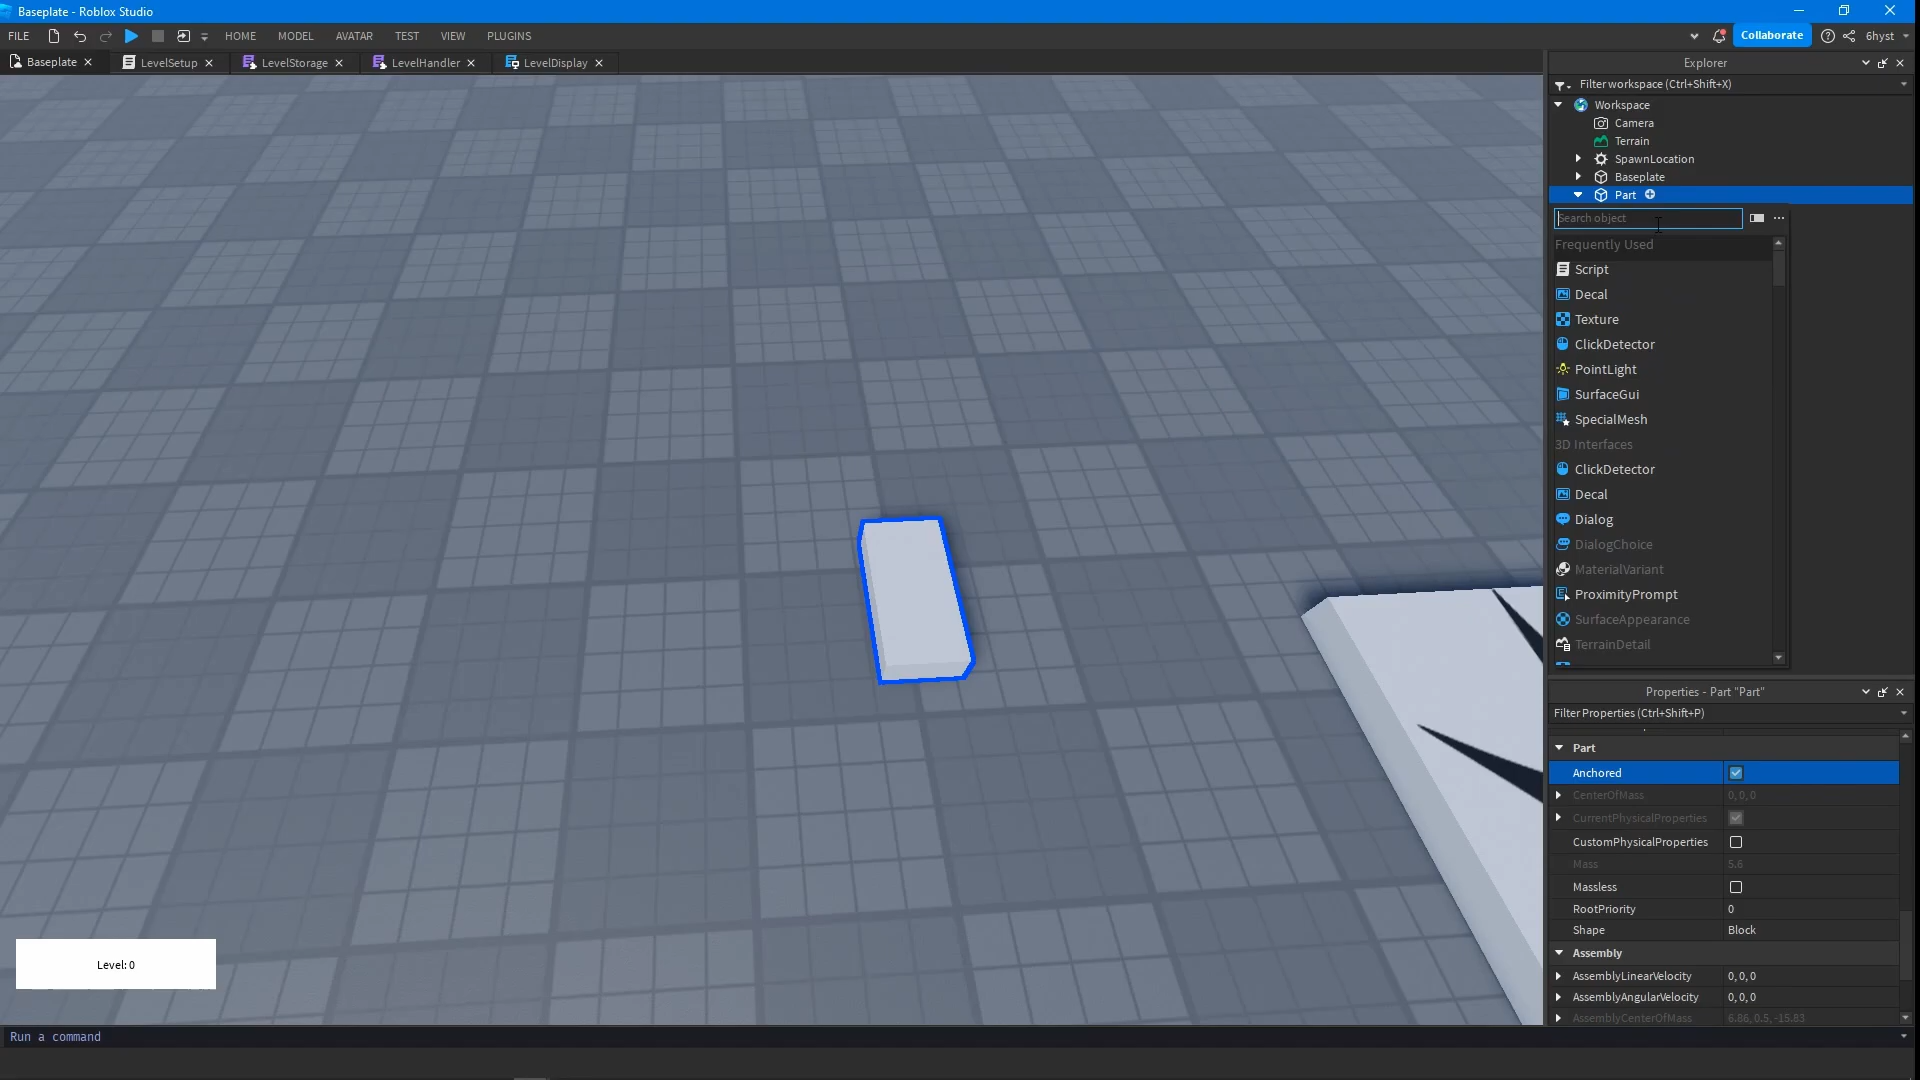 Baseplate - Roblox Studio
FILE
HOME
MODEL
AVATAR
TEST
VIEW
PLUGINS
Collaborate
6hyst
Baseplate
LevelSetup
LevelStorage
LevelHandler
LevelDisplay
Explorer
Filter workspace (Ctrl+Shift+X)
Workspace
Camera
Terrain
SpawnLocation
Baseplate
Part
Search object
Frequently Used
Script
Decal
Texture
ClickDetector
PointLight
SurfaceGui
SpecialMesh
3D Interfaces
ClickDetector
Decal
Dialog
DialogChoice
MaterialVariant
ProximityPrompt
SurfaceAppearance
TerrainDetail
Properties - Part "Part"
Filter Properties (Ctrl+Shift+P)
Part
Anchored
CenterOfMass 0, 0, 0
CurrentPhysicalProperties
CustomPhysicalProperties
Mass 5.6
Massless
RootPriority 0
Shape Block
Assembly
AssemblyLinearVelocity 0, 0, 0
AssemblyAngularVelocity 0, 0, 0
AssemblyCenterOfMass 6.86, 0.5, -15.83
Level: 0
Run a command